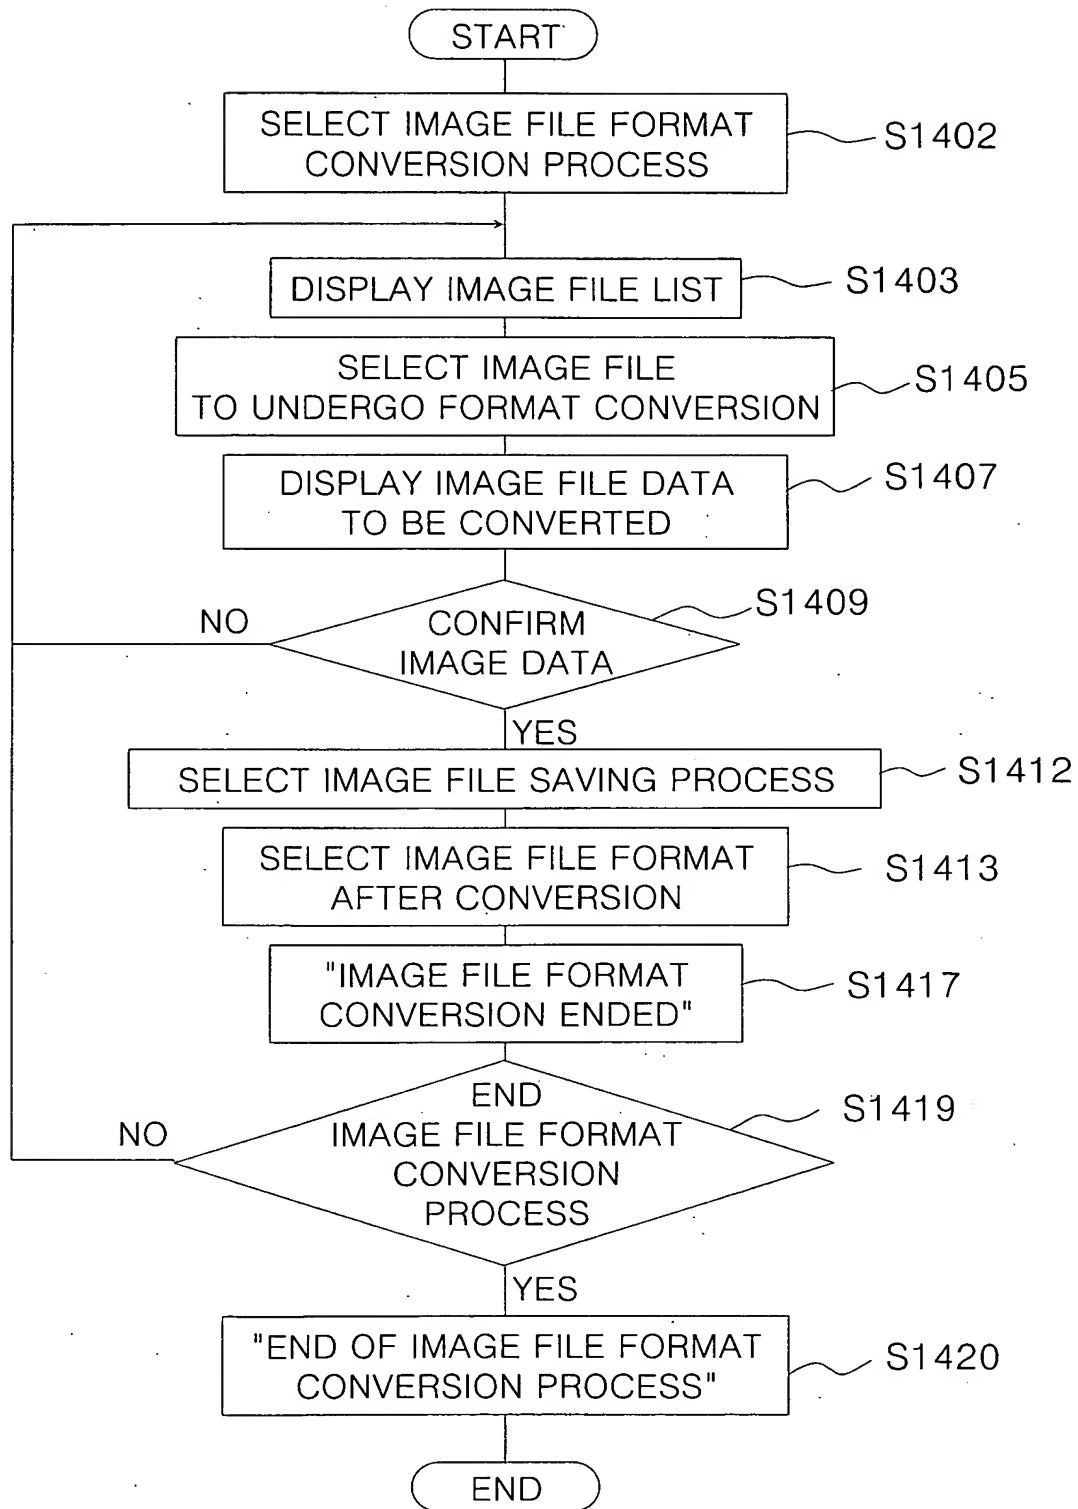 START
SELECT IMAGE FILE FORMAT
CONVERSION PROCESS
S1402
DISPLAY IMAGE FILE LIST
S1403
SELECT IMAGE FILE
TO UNDERGO FORMAT CONVERSION
S1405
DISPLAY IMAGE FILE DATA
TO BE CONVERTED
S1407
CONFIRM
IMAGE DATA
S1409
NO
YES
SELECT IMAGE FILE SAVING PROCESS
S1412
SELECT IMAGE FILE FORMAT
AFTER CONVERSION
S1413
"IMAGE FILE FORMAT
CONVERSION ENDED"
S1417
END
IMAGE FILE FORMAT
CONVERSION
PROCESS
S1419
NO
YES
"END OF IMAGE FILE FORMAT
CONVERSION PROCESS"
S1420
END